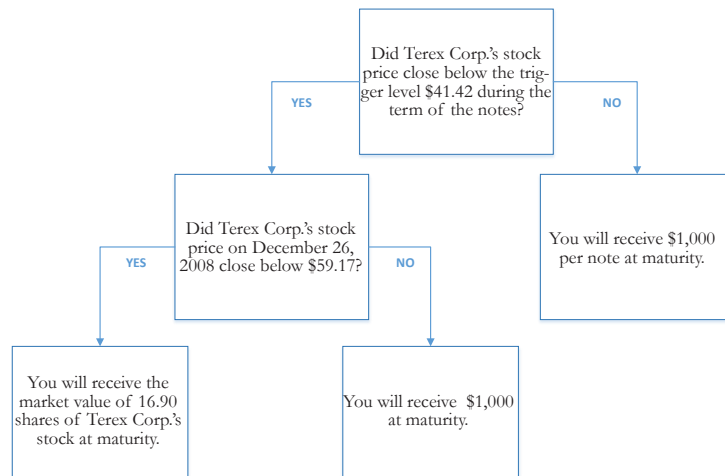 Did Terex Corp.'s stock
price close below the trig-
ger level $41.42 during the
term of the notes?
YES
NO
Did Terex Corp.'s stock
price on December 26,
2008 close below $59.17?
You will receive $1,000
per note at maturity.
YES
NO
You will receive the
market value of 16.90
shares of Terex Corp.'s
stock at maturity.
You will receive $1,000
at maturity.